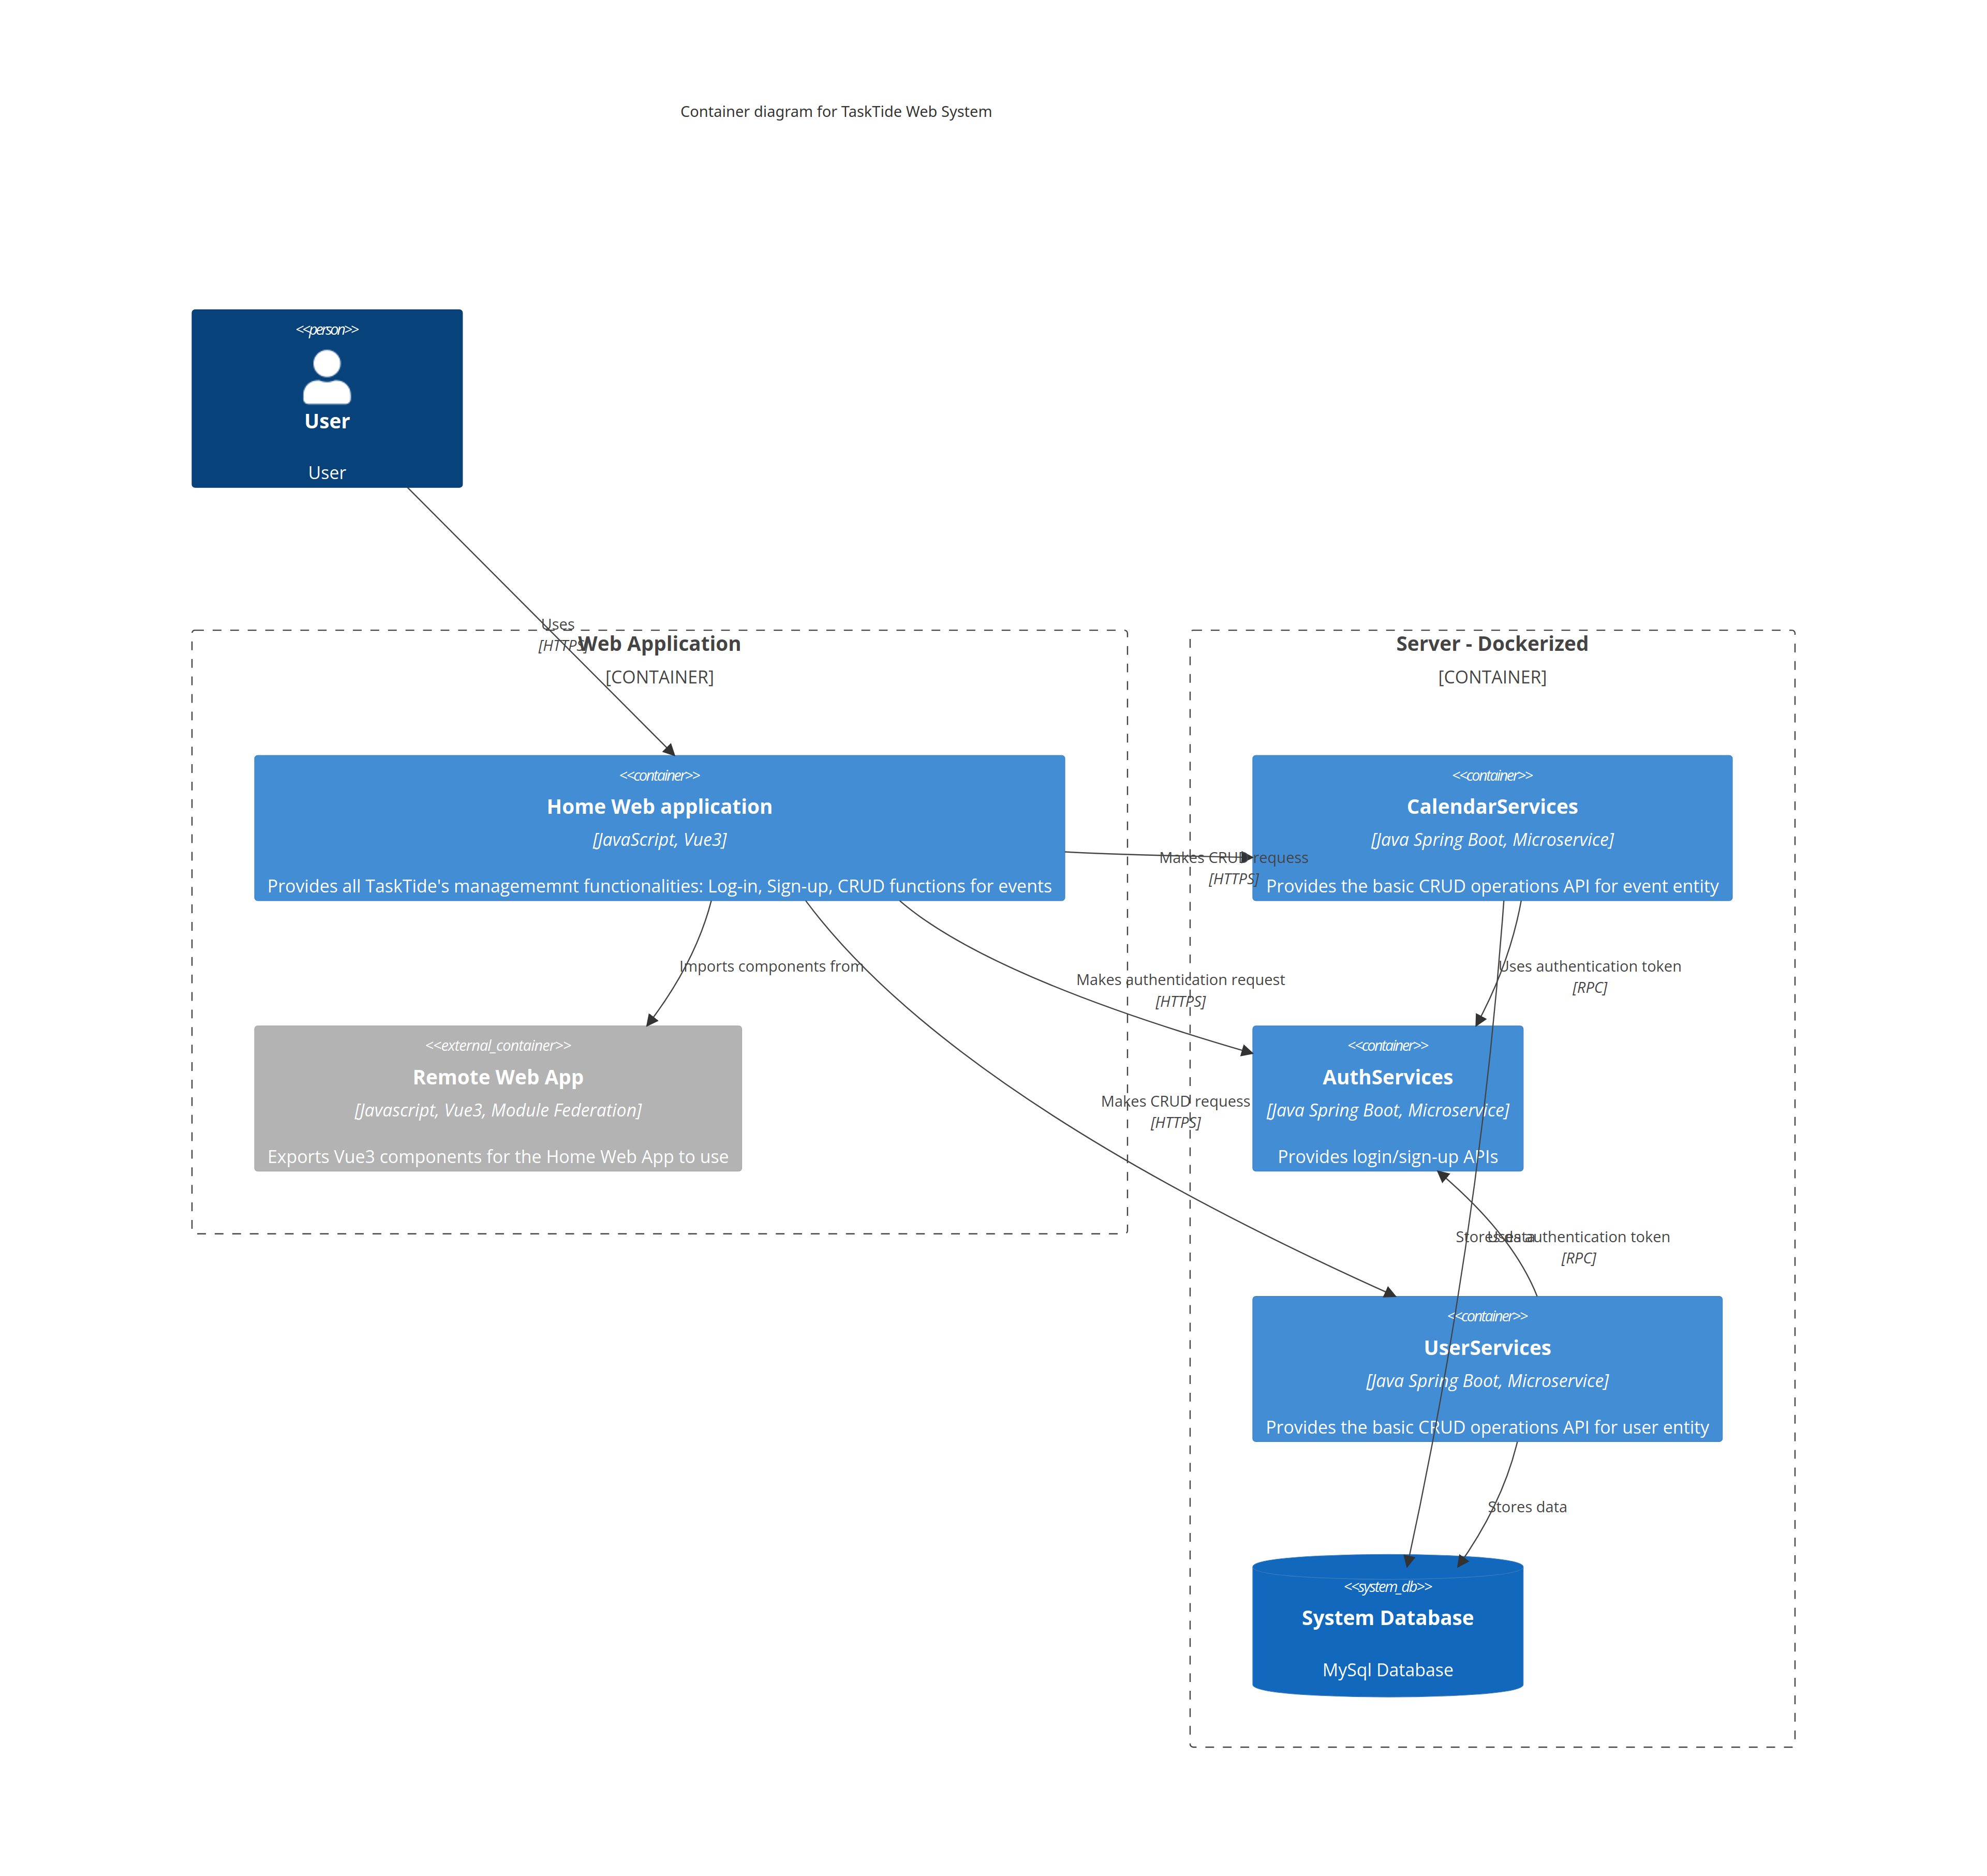 Container diagram for TaskTide Web System
<<person>>
User
User
Uses
[HTTPS]
Web Application
[CONTAINER]
Server - Dockerized
[CONTAINER]
<<container>>
Home Web application
[JavaScript, Vue3]
Provides all TaskTide's managememnt functionalities: Log-in, Sign-up, CRUD functions for events
Makes CRUD requess
[HTTPS]
<<container>>
CalendarServices
[Java Spring Boot, Microservice]
Provides the basic CRUD operations API for event entity
Imports components from
Makes authentication request
[HTTPS]
Uses authentication token
[RPC]
<<external_container>>
Remote Web App
[Javascript, Vue3, Module Federation]
Exports Vue3 components for the Home Web App to use
Makes CRUD requess
[HTTPS]
<<container>>
AuthServices
[Java Spring Boot, Microservice]
Provides login/sign-up APIs
Stores data
Uses authentication token
[RPC]
<<container>>
UserServices
[Java Spring Boot, Microservice]
Provides the basic CRUD operations API for user entity
Stores data
<<system_db>>
System Database
MySql Database